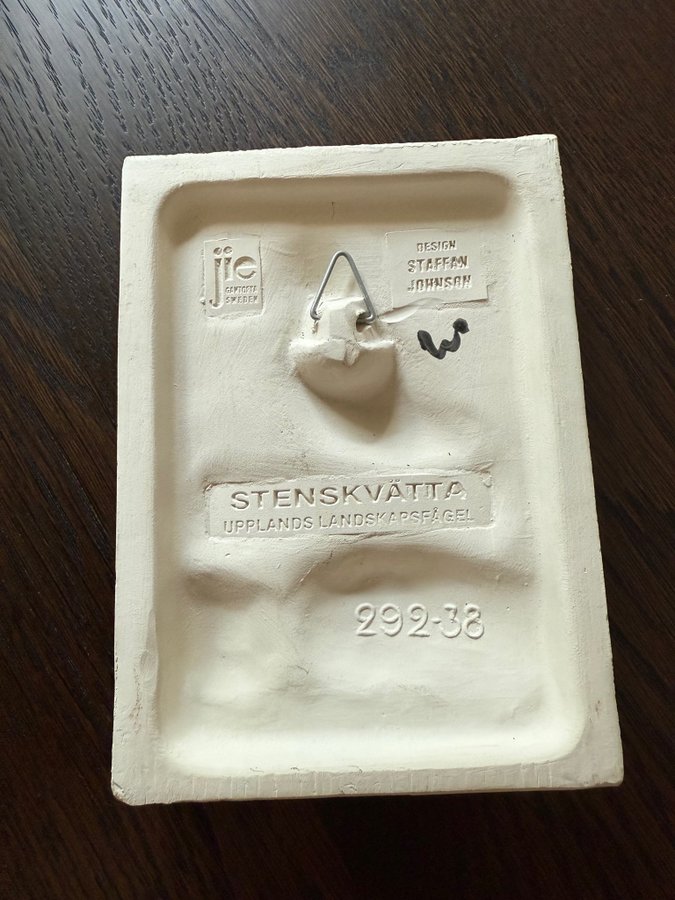 jie
GANTOFTA
SWEDEN
DESIGN
STAFFAN
JOHNSON
W
STENSKVÄTTA
UPPLANDS LANDSKAPSFÅGEL
292-38